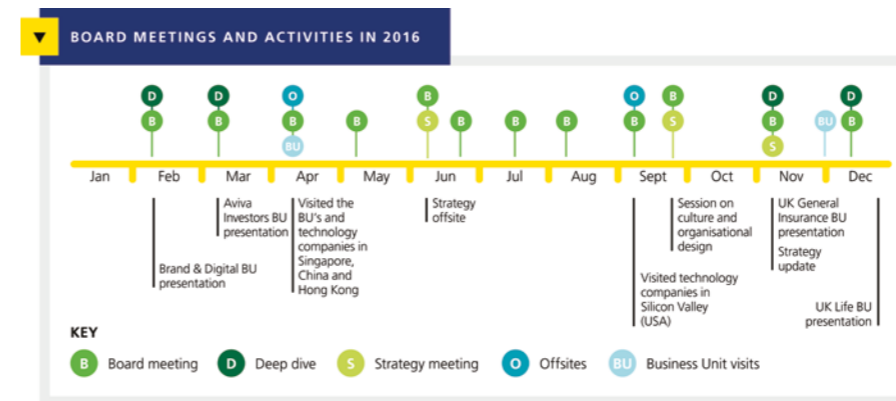 ▼ BOARD MEETINGS AND ACTIVITIES IN 2016
D D O B D D
B B B B S B B B O B B S D B S BU D B
BU
Jan Feb Mar Apr May Jun Jul Aug Sept Oct Nov Dec
Brand & Digital BU
presentation
Aviva
Investors BU
presentation
Visited the
BU's and
technology
companies in
Singapore,
China and
Hong Kong
Strategy
offsite
Visited technology
companies in
Silicon Valley
(USA)
Session on
culture and
organisational
design
UK General
Insurance BU
presentation
Strategy
update
UK Life BU
presentation
KEY
B Board meeting D Deep dive S Strategy meeting O Offsites BU Business Unit visits